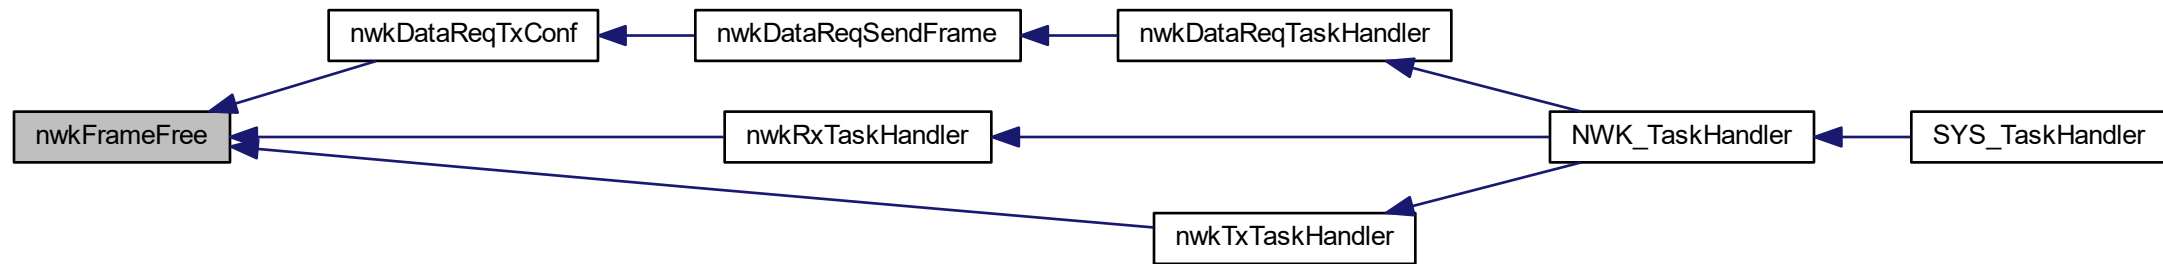 nwkDataReqTxConf
nwkDataReqSendFrame
nwkDataReqTaskHandler
nwkFrameFree
nwkRxTaskHandler
NWK_TaskHandler
SYS_TaskHandler
nwkTxTaskHandler